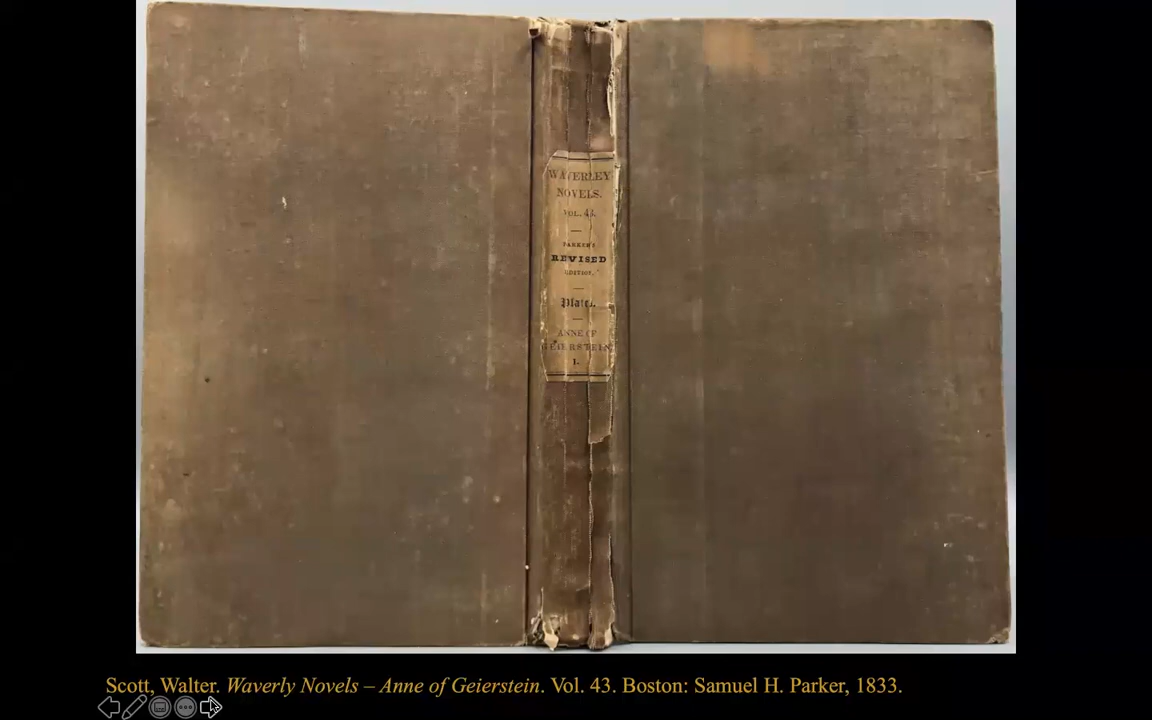 WAVERLEY
NOVELS.
VOL. 43.
PARKER'S
REVISED
EDITION.
Plates.
ANNE OF
GEIERSTEIN
I.
Scott, Walter. Waverly Novels – Anne of Geierstein. Vol. 43. Boston: Samuel H. Parker, 1833.